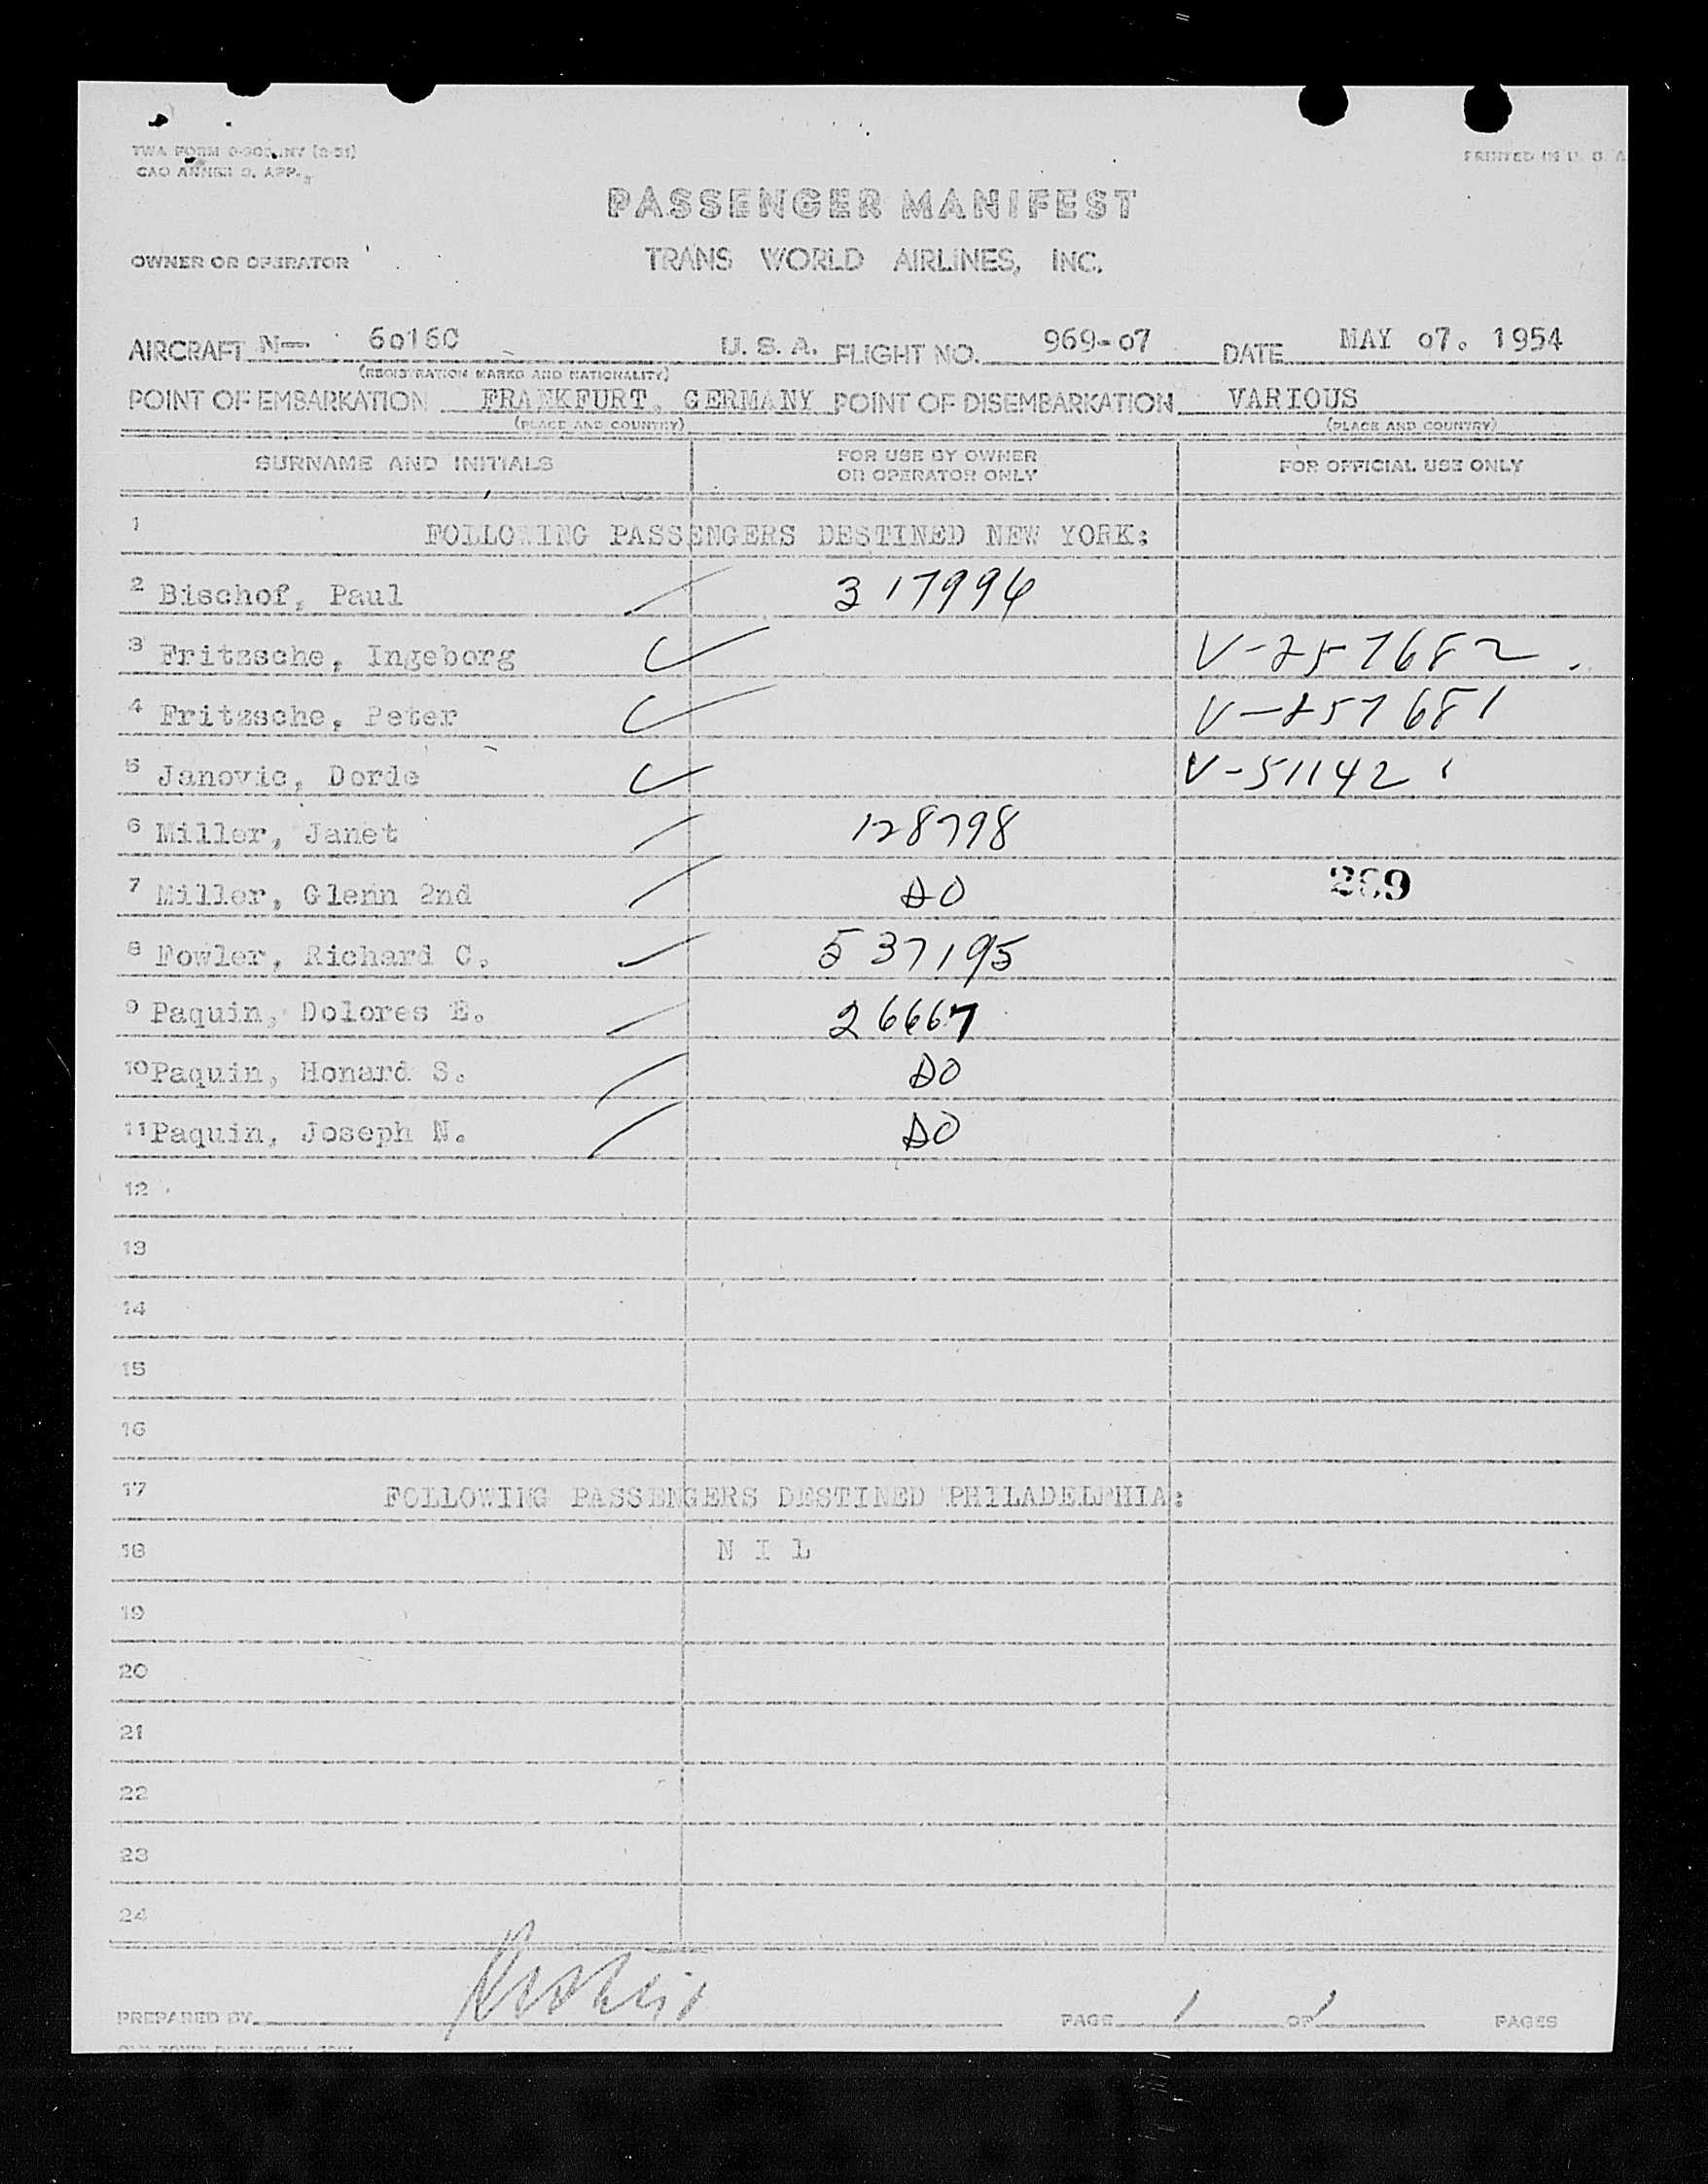 PRINTED IN U. S. A
PASSENGER MANIFEST
OWNER OR OPERATOR TRANS WORLD AIRLINES, INC.
AIRCRAFT N— 6016C U. S. A. FLIGHT NO. 969-07 DATE MAY 07. 1954
(REGISTRATION MARKS AND NATIONALITY)
POINT OF EMBARKATION FRANKFURT, GERMANY POINT OF DISEMBARKATION VARIOUS
(PLACE AND COUNTRY) (PLACE AND COUNTRY)
SURNAME AND INITIALS FOR USE BY OWNER OR OPERATOR ONLY FOR OFFICIAL USE ONLY
1 FOLLOWING PASSENGERS DESTINED NEW YORK:
2 Bischof, Paul 317994
3 Fritzsche, Ingeborg V-257682
4 Fritzsche, Peter V-257681
5 Janovic, Dorde V-51142
6 Miller, Janet 128798
7 Miller, Glenn 2nd DO
8 Fowler, Richard C. 537195
9 Paquin, Dolores E. 26667
10 Paquin, Honard S. DO
11 Paquin, Joseph N. DO
12
13
14
15
16
17 FOLLOWING PASSENGERS DESTINED PHILADELPHIA:
18 N I L
19
20
21
22
23
24
PREPARED BY PAGE 1 OF 1 PAGES